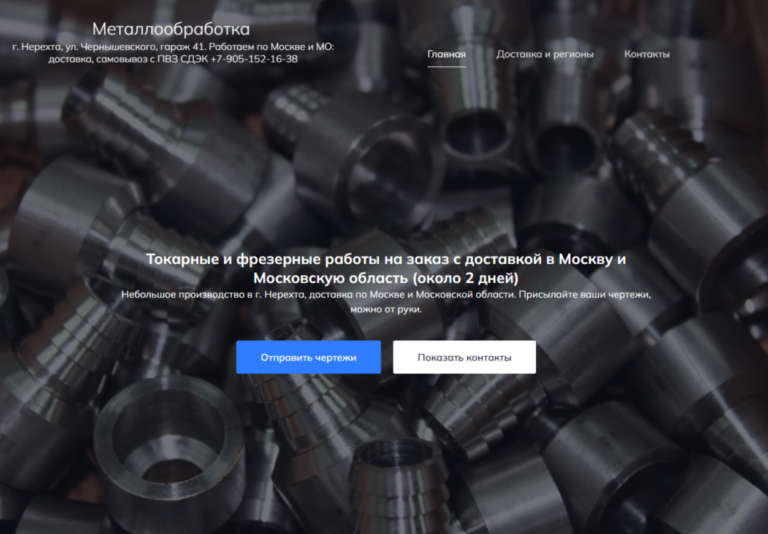 Металлообработка
г. Нерехта, ул. Чернышевского, гараж 41. Работаем по Москве и МО:
доставка, самовывоз с ПВЗ СДЭК +7-905-152-16-38
Главная Доставка и регионы Контакты
Токарные и фрезерные работы на заказ с доставкой в Москву и
Московскую область (около 2 дней)
Небольшое производство в г. Нерехта, доставка по Москве и Московской области. Присылайте ваши чертежи,
можно от руки.
Отправить чертежи Показать контакты